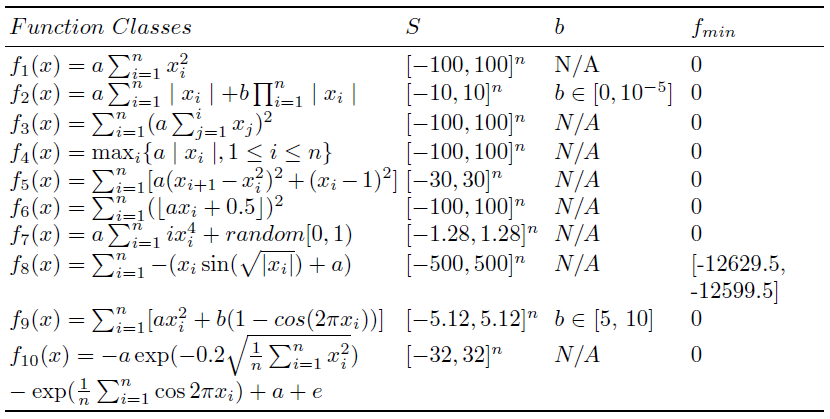 Function Classes S b f_min
f_1(x) = a∑_{i=1}^{n} x_i^2 [−100, 100]^n N/A 0
f_2(x) = a∑_{i=1}^{n} | x_i | +b∏_{i=1}^{n} | x_i | [−10, 10]^n b ∈ [0, 10^{−5}] 0
f_3(x) = ∑_{i=1}^{n}(a∑_{j=1}^{i} x_j)^2 [−100, 100]^n N/A 0
f_4(x) = max_i{a | x_i |, 1 ≤ i ≤ n} [−100, 100]^n N/A 0
f_5(x) = ∑_{i=1}^{n}[a(x_{i+1} − x_i^2)^2 + (x_i − 1)^2] [−30, 30]^n N/A 0
f_6(x) = ∑_{i=1}^{n}(⌊ax_i + 0.5⌋)^2 [−100, 100]^n N/A 0
f_7(x) = a∑_{i=1}^{n} ix_i^4 + random[0, 1) [−1.28, 1.28]^n N/A 0
f_8(x) = ∑_{i=1}^{n} −(x_i sin(√|x_i|) + a) [−500, 500]^n N/A [-12629.5,
-12599.5]
f_9(x) = ∑_{i=1}^{n}[ax_i^2 + b(1 − cos(2πx_i))] [−5.12, 5.12]^n b ∈ [5, 10] 0
f_{10}(x) = −a exp(−0.2√(1/n ∑_{i=1}^{n} x_i^2)) [−32, 32]^n N/A 0
− exp(1/n ∑_{i=1}^{n} cos 2πx_i) + a + e